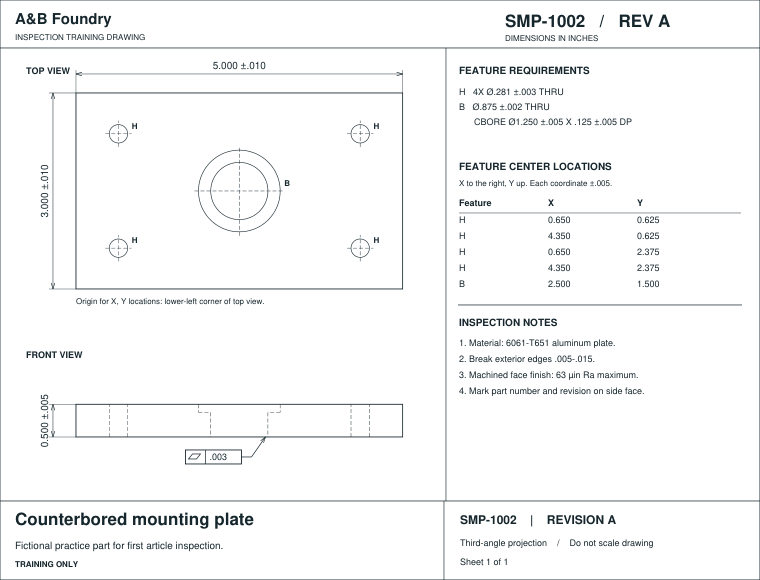 A&B Foundry
INSPECTION TRAINING DRAWING
SMP-1002 / REV A
DIMENSIONS IN INCHES
TOP VIEW
5.000 ±.010
3.000 ±.010
H
H
B
H
H
Origin for X, Y locations: lower-left corner of top view.
FRONT VIEW
0.500 ±.005
.003
FEATURE REQUIREMENTS
H 4X Ø.281 ±.003 THRU
B Ø.875 ±.002 THRU
CBORE Ø1.250 ±.005 X .125 ±.005 DP
FEATURE CENTER LOCATIONS
X to the right, Y up. Each coordinate ±.005.
Feature X Y
H 0.650 0.625
H 4.350 0.625
H 0.650 2.375
H 4.350 2.375
B 2.500 1.500
INSPECTION NOTES
1. Material: 6061-T651 aluminum plate.
2. Break exterior edges .005-.015.
3. Machined face finish: 63 µin Ra maximum.
4. Mark part number and revision on side face.
Counterbored mounting plate
Fictional practice part for first article inspection.
TRAINING ONLY
SMP-1002 | REVISION A
Third-angle projection / Do not scale drawing
Sheet 1 of 1